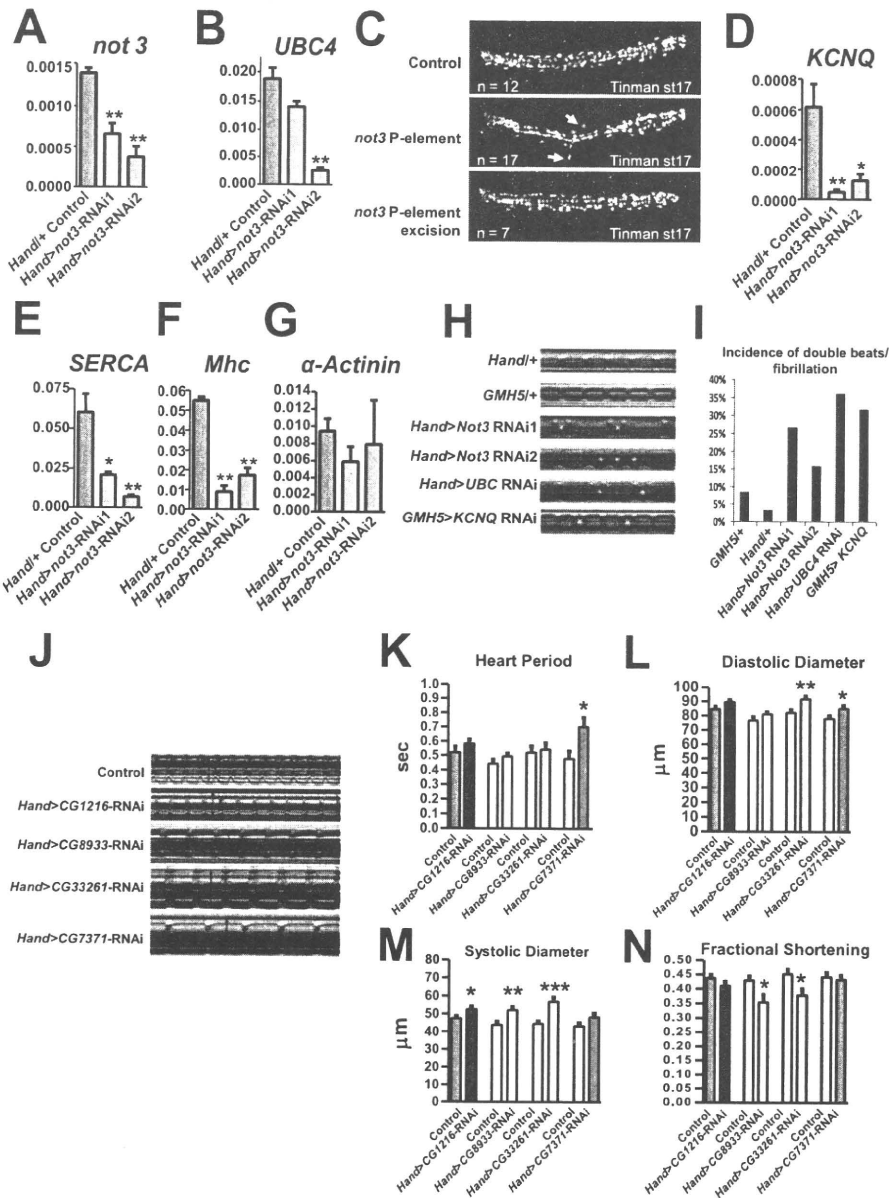 A
not 3
0.0015
0.0010
0.0005
0.0000
Hand/+ Control
Hand>not3-RNAi1
Hand>not3-RNAi2
**
**
B
UBC4
0.020
0.015
0.010
0.005
0.000
Hand/+ Control
Hand>not3-RNAi1
Hand>not3-RNAi2
**
C
Control
n = 12
Tinman st17
not3 P-element
n = 17
Tinman st17
not3 P-element
excision
n = 7
Tinman st17
D
KCNQ
0.0008
0.0006
0.0004
0.0002
0.0000
Hand/+ Control
Hand>not3-RNAi1
Hand>not3-RNAi2
**
*
E
SERCA
0.075
0.050
0.025
0.000
Hand/+ Control
Hand>not3-RNAi1
Hand>not3-RNAi2
*
**
F
Mhc
0.06
0.05
0.04
0.03
0.02
0.01
0.00
Hand/+ Control
Hand>not3-RNAi1
Hand>not3-RNAi2
**
**
G
α-Actinin
0.014
0.012
0.010
0.008
0.006
0.004
0.002
0.000
Hand/+ Control
Hand>not3-RNAi1
Hand>not3-RNAi2
H
Hand/+
GMH5/+
Hand>Not3 RNAi1
Hand>Not3 RNAi2
Hand>UBC RNAi
GMH5>KCNQ RNAi
I
Incidence of double beats/
fibrillation
40%
35%
30%
25%
20%
15%
10%
5%
0%
GMH5/+
Hand/+
Hand>Not3 RNAi1
Hand>Not3 RNAi2
Hand>UBC4 RNAi
GMH5> KCNQ
J
Control
Hand>CG1216-RNAi
Hand>CG8933-RNAi
Hand>CG33261-RNAi
Hand>CG7371-RNAi
K
Heart Period
sec
1.0
0.9
0.8
0.7
0.6
0.5
0.4
0.3
0.2
0.1
0.0
*
Control
Hand>CG1216-RNAi
Control
Hand>CG8933-RNAi
Control
Hand>CG33261-RNAi
Control
Hand>CG7371-RNAi
L
Diastolic Diameter
µm
100
90
80
70
60
50
40
30
20
10
0
**
*
Control
Hand>CG1216-RNAi
Control
Hand>CG8933-RNAi
Control
Hand>CG33261-RNAi
Control
Hand>CG7371-RNAi
M
Systolic Diameter
µm
80
70
60
50
40
30
20
10
0
*
**
***
Control
Hand>CG1216-RNAi
Control
Hand>CG8933-RNAi
Control
Hand>CG33261-RNAi
Control
Hand>CG7371-RNAi
N
Fractional Shortening
0.50
0.45
0.40
0.35
0.30
0.25
0.20
0.15
0.10
0.05
0.00
*
*
Control
Hand>CG1216-RNAi
Control
Hand>CG8933-RNAi
Control
Hand>CG33261-RNAi
Control
Hand>CG7371-RNAi